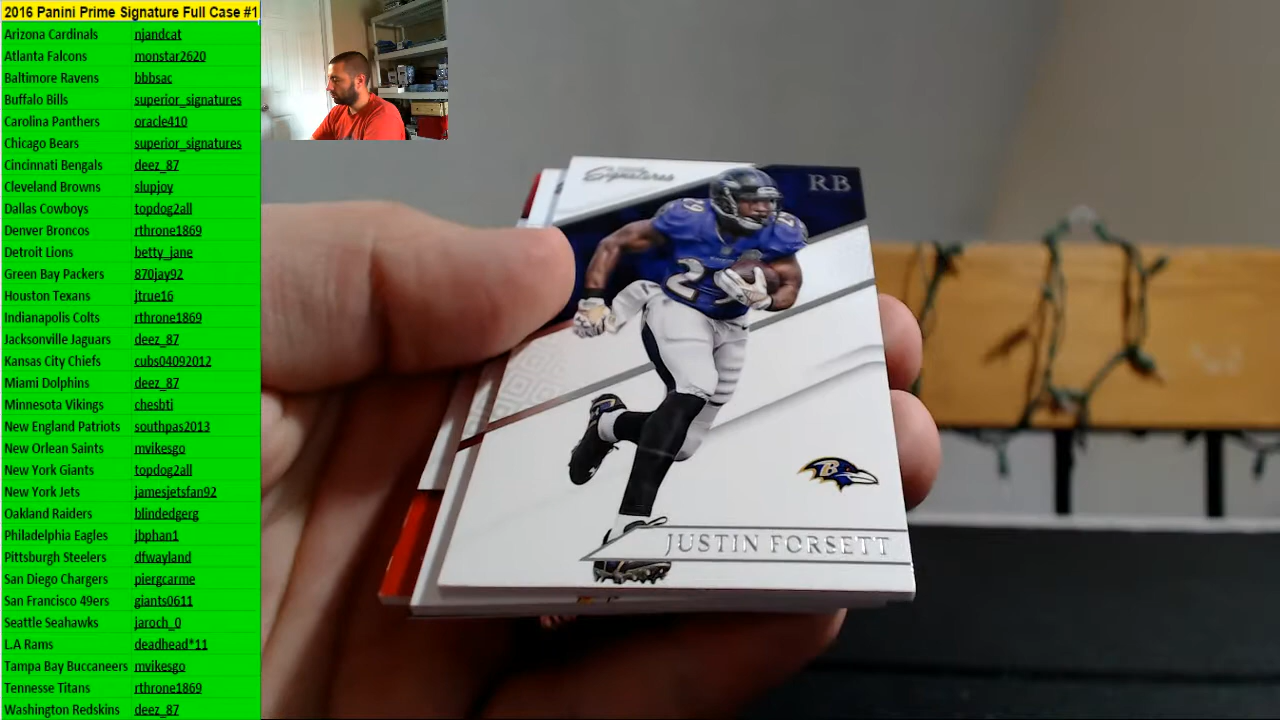 2016 Panini Prime Signature Full Case #1
Arizona Cardinals njandcat
Atlanta Falcons monstar2620
Baltimore Ravens bbbsac
Buffalo Bills superior_signatures
Carolina Panthers oracle410
Chicago Bears superior_signatures
Cincinnati Bengals deez_87
Cleveland Browns slupjoy
Dallas Cowboys topdog2all
Denver Broncos rthrone1869
Detroit Lions betty_jane
Green Bay Packers 870jay92
Houston Texans jtrue16
Indianapolis Colts rthrone1869
Jacksonville Jaguars deez_87
Kansas City Chiefs cubs04092012
Miami Dolphins deez_87
Minnesota Vikings chesbti
New England Patriots southpas2013
New Orlean Saints mvikesgo
New York Giants topdog2all
New York Jets jamesjetsfan92
Oakland Raiders blindedgerg
Philadelphia Eagles jbphan1
Pittsburgh Steelers dfwayland
San Diego Chargers piergcarme
San Francisco 49ers giants0611
Seattle Seahawks jaroch_0
L.A Rams deadhead*11
Tampa Bay Buccaneers mvikesgo
Tennesse Titans rthrone1869
Washington Redskins deez_87
Signatures
RB
29
B
JUSTIN FORSETT